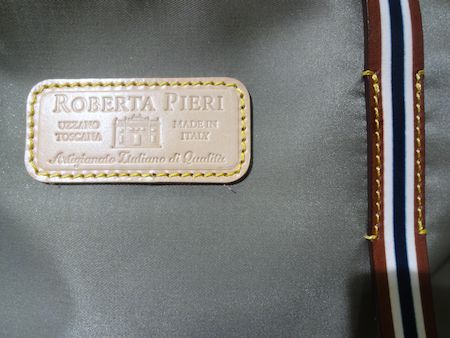 ROBERTA PIERI
UZZANO MADE IN
TOSCANA ITALY
Artigianato Italiano di Qualità